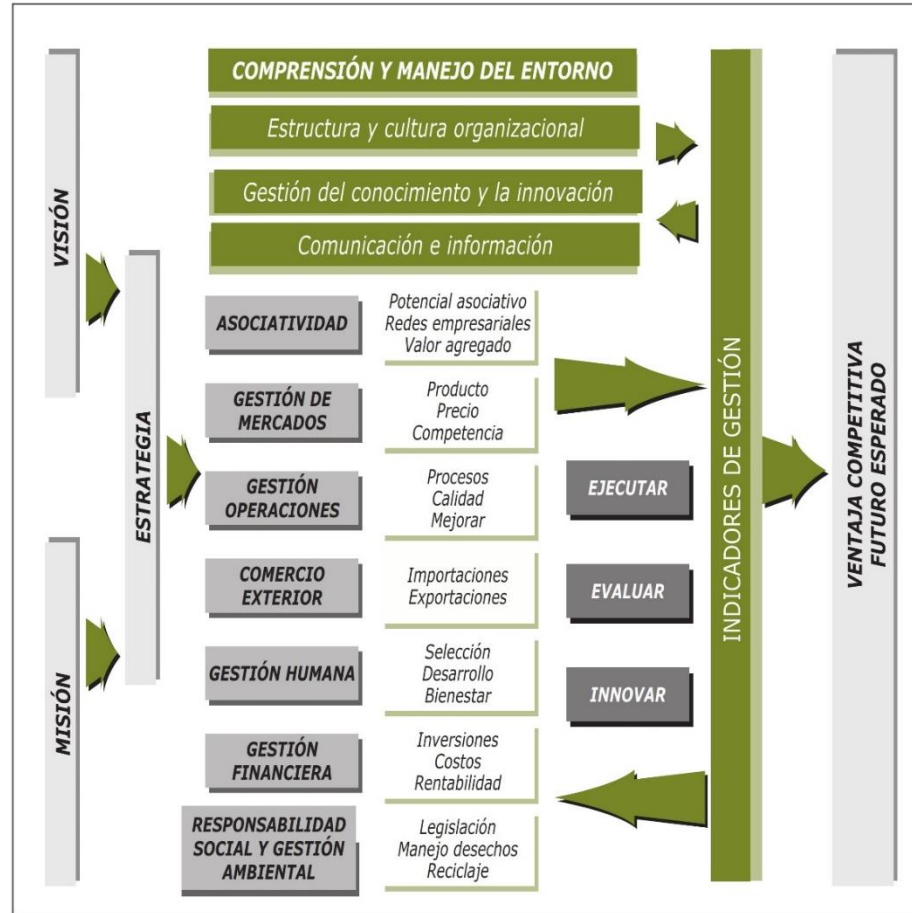 VISIÓN
MISIÓN
ESTRATEGIA
COMPRENSIÓN Y MANEJO DEL ENTORNO
Estructura y cultura organizacional
Gestión del conocimiento y la innovación
Comunicación e información
ASOCIATIVIDAD
Potencial asociativo
Redes empresariales
Valor agregado
GESTIÓN DE
MERCADOS
Producto
Precio
Competencia
GESTIÓN
OPERACIONES
Procesos
Calidad
Mejorar
COMERCIO
EXTERIOR
Importaciones
Exportaciones
GESTIÓN HUMANA
Selección
Desarrollo
Bienestar
GESTIÓN
FINANCIERA
Inversiones
Costos
Rentabilidad
RESPONSABILIDAD
SOCIAL Y GESTIÓN
AMBIENTAL
Legislación
Manejo desechos
Reciclaje
EJECUTAR
EVALUAR
INNOVAR
INDICADORES DE GESTIÓN
VENTAJA COMPETITIVA
FUTURO ESPERADO